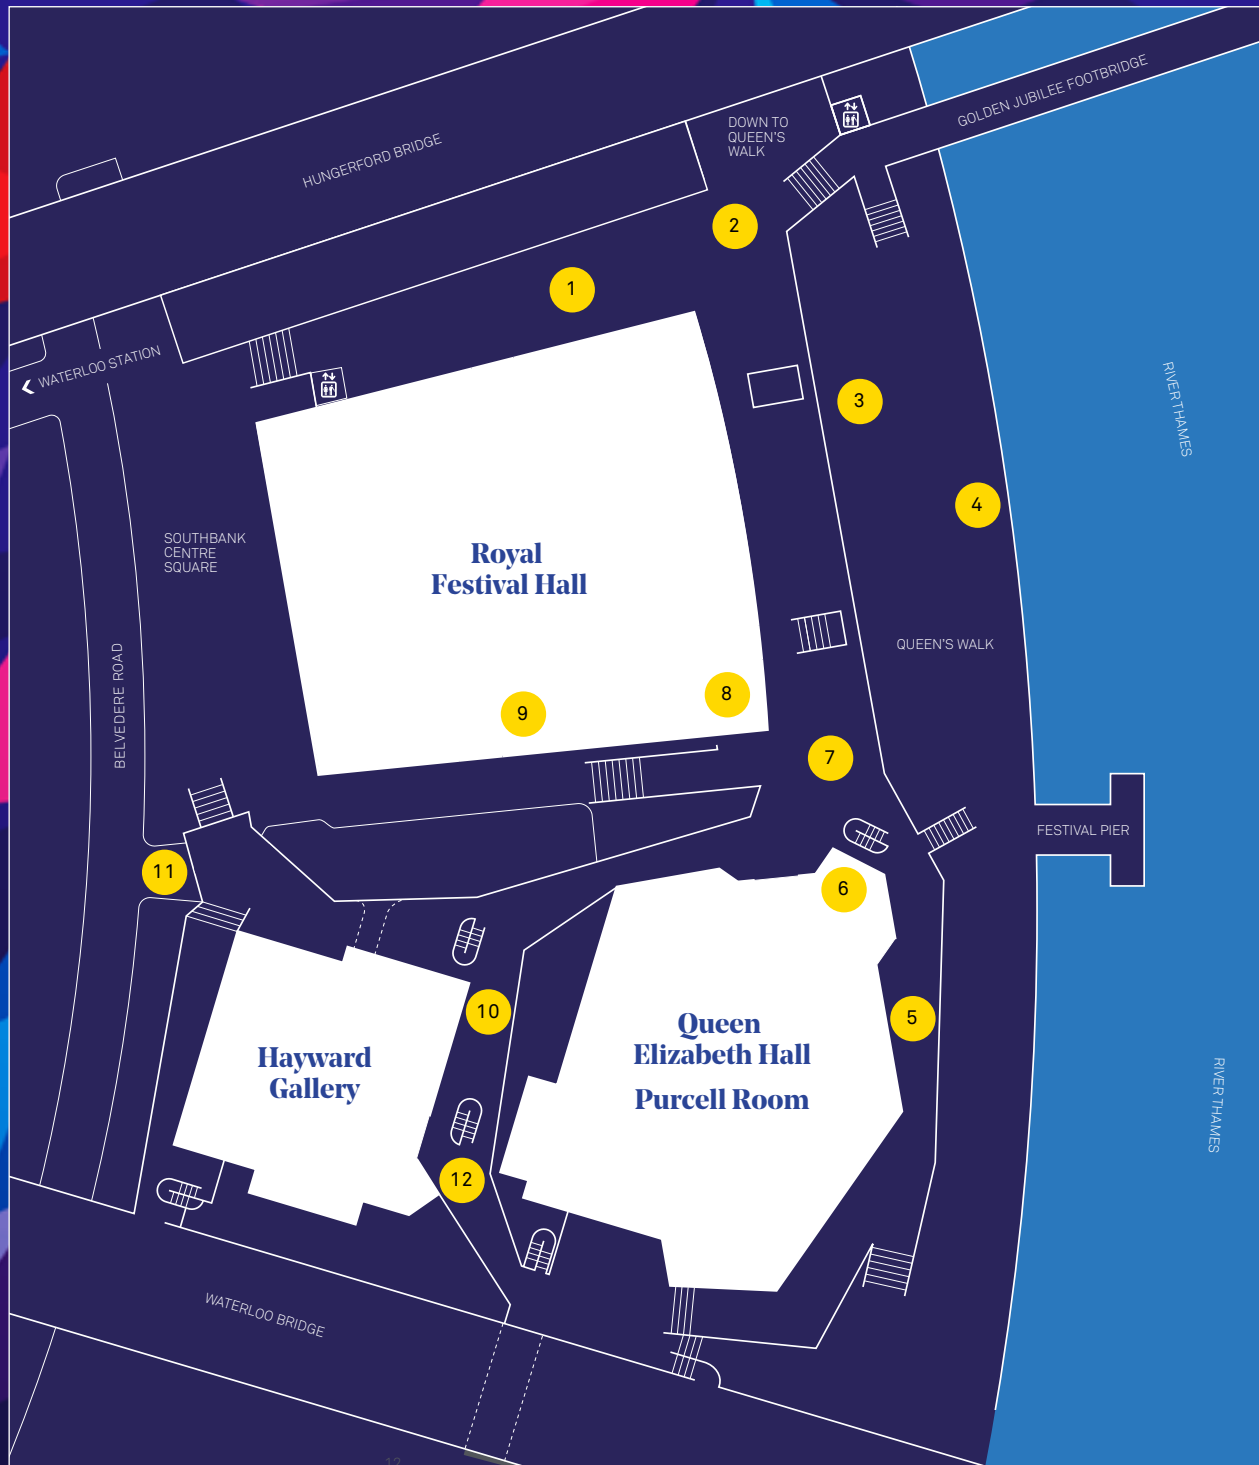 GOLDEN JUBILEE FOOTBRIDGE
DOWN TO
QUEEN'S
WALK
HUNGERFORD BRIDGE
2
1
WATERLOO STATION
3
RIVER THAMES
4
SOUTHBANK
CENTRE
SQUARE
Royal
Festival Hall
QUEEN'S WALK
BELVEDERE ROAD
8
9
7
FESTIVAL PIER
11
6
10
5
Queen
Elizabeth Hall
Purcell Room
Hayward
Gallery
RIVER THAMES
12
WATERLOO BRIDGE
12